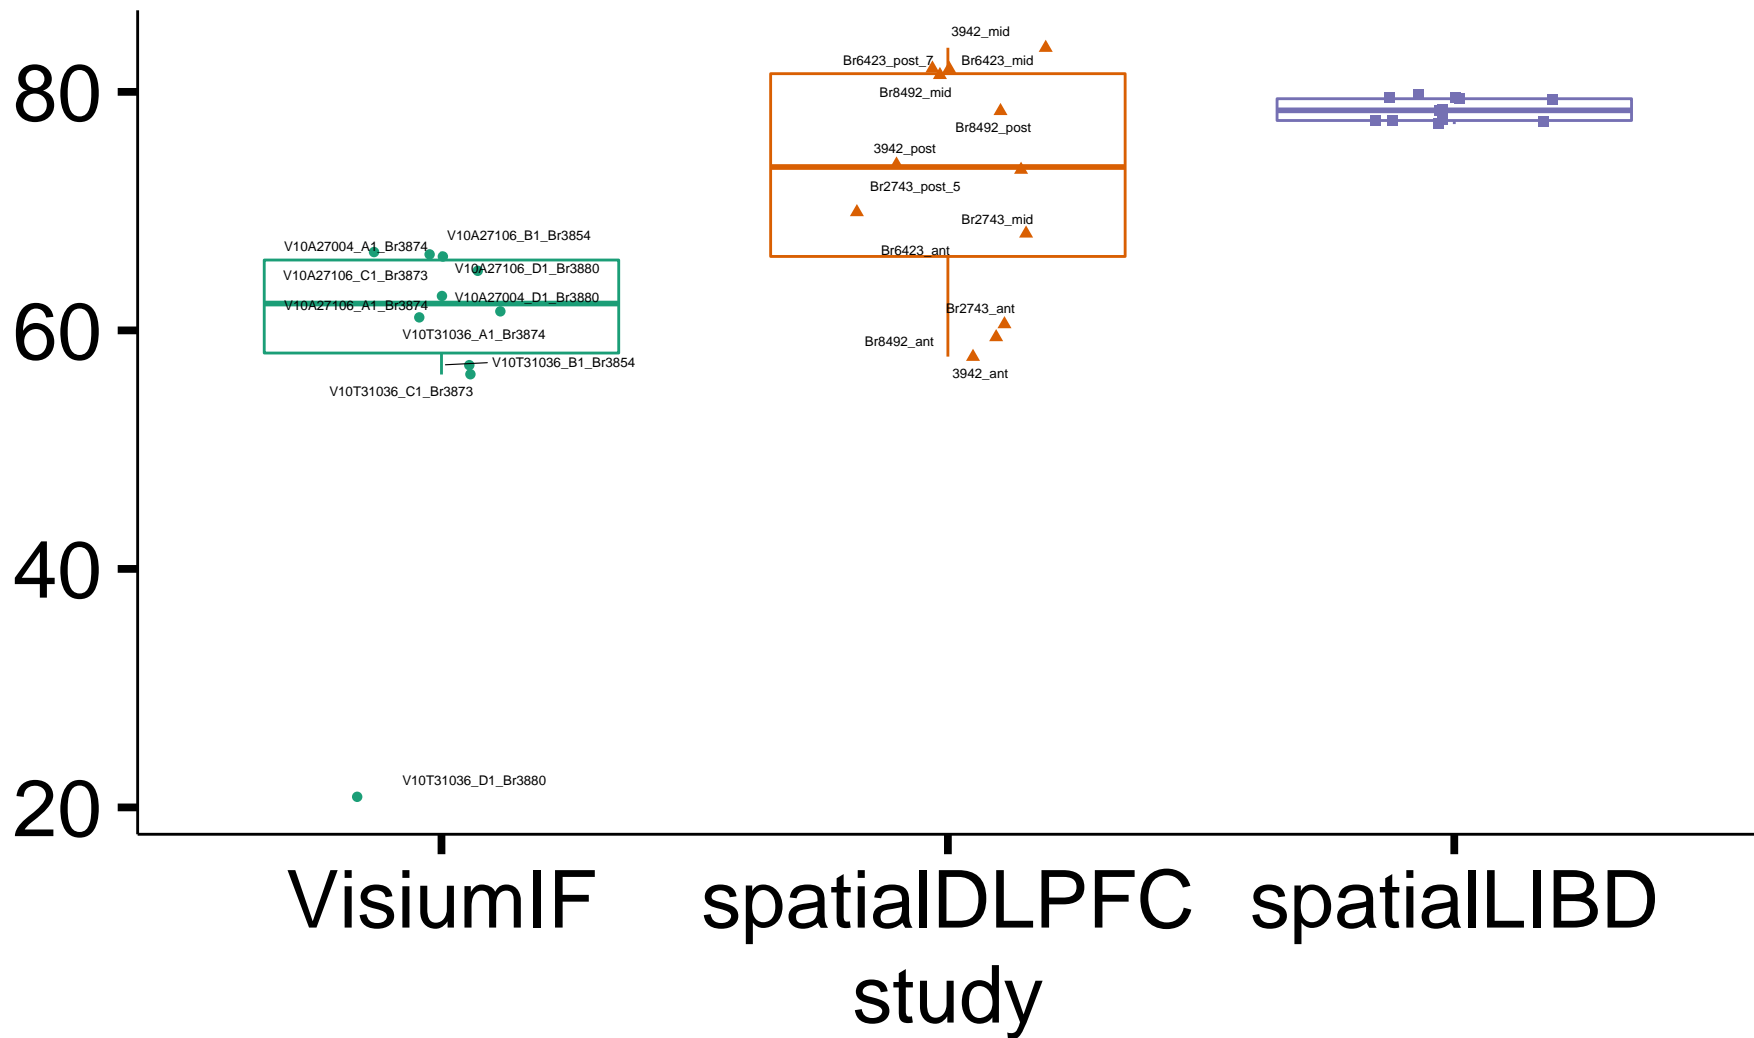 80
60
40
20
3942_mid
Br6423_post_7
Br6423_mid
Br8492_mid
Br8492_post
3942_post
Br2743_post_5
Br2743_mid
Br6423_ant
Br2743_ant
Br8492_ant
3942_ant
V10A27106_B1_Br3854
V10A27004_A1_Br3874
V10A27106_D1_Br3880
V10A27106_C1_Br3873
V10A27004_D1_Br3880
V10A27106_A1_Br3874
V10T31036_A1_Br3874
V10T31036_B1_Br3854
V10T31036_C1_Br3873
V10T31036_D1_Br3880
VisiumIF spatialDLPFC spatialLIBD
study